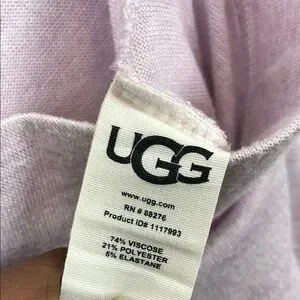 UGG
www.ugg.com
RN # 88276
Product ID# 1117993
74% VISCOSE
21% POLYESTER
5% ELASTANE